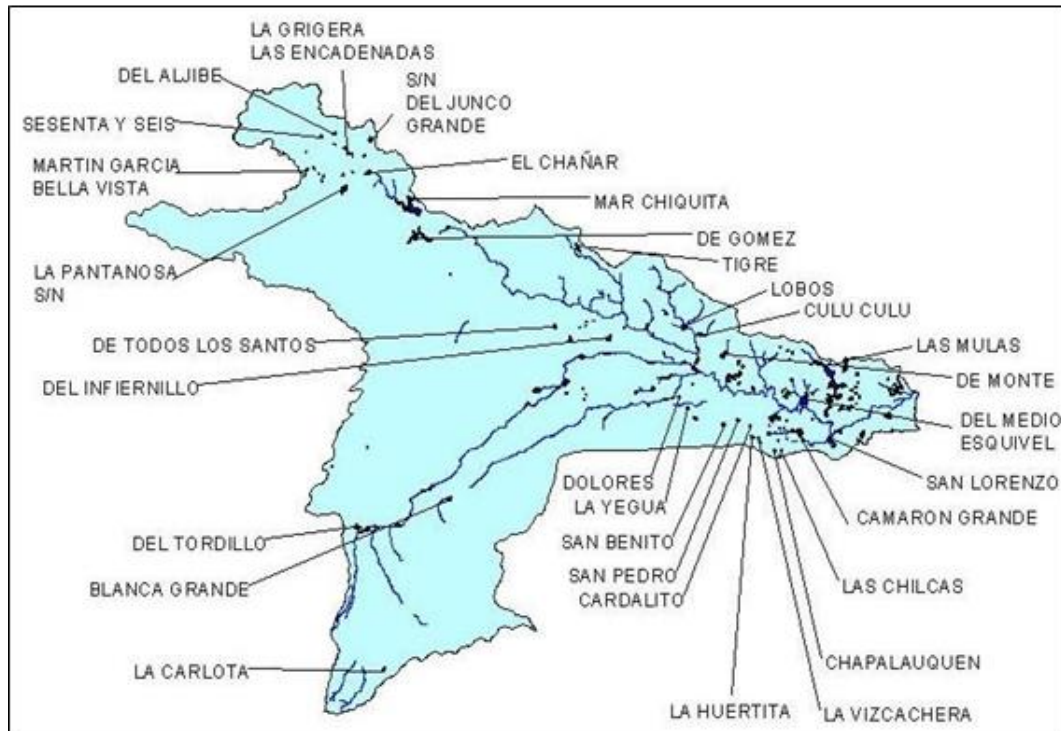 LA GRIGERA
LAS ENCADENADAS
DEL ALJIBE
S/N
DEL JUNCO
GRANDE
SESENTA Y SEIS
MARTIN GARCIA
BELLA VISTA
EL CHAÑAR
MAR CHIQUITA
DE GOMEZ
TIGRE
LA PANTANOSA
S/N
LOBOS
CULU CULU
DE TODOS LOS SANTOS
LAS MULAS
DEL INFIERNILLO
DE MONTE
DEL MEDIO
ESQUIVEL
DOLORES
LA YEGUA
SAN LORENZO
CAMARON GRANDE
DEL TORDILLO
SAN BENITO
BLANCA GRANDE
SAN PEDRO
CARDALITO
LAS CHILCAS
LA CARLOTA
CHAPALAUQUEN
LA HUERTITA
LA VIZCACHERA